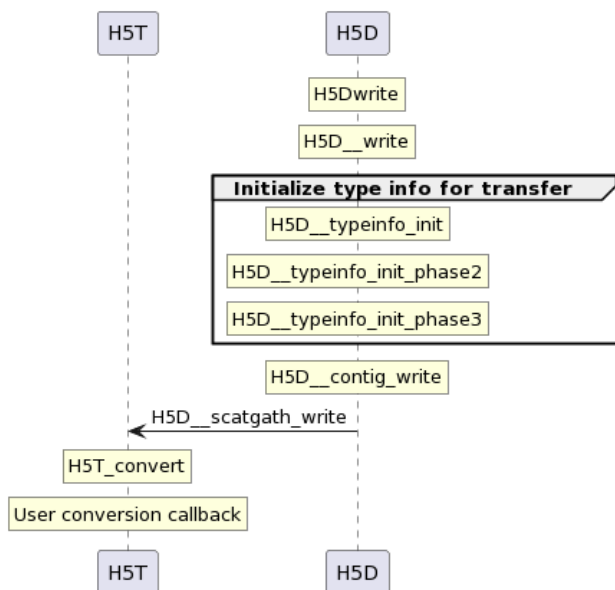 H5T H5D
H5Dwrite
H5D__write
Initialize type info for transfer
H5D__typeinfo_init
H5D__typeinfo_init_phase2
H5D__typeinfo_init_phase3
H5D__contig_write
H5D__scatgath_write
H5T_convert
User conversion callback
H5T H5D